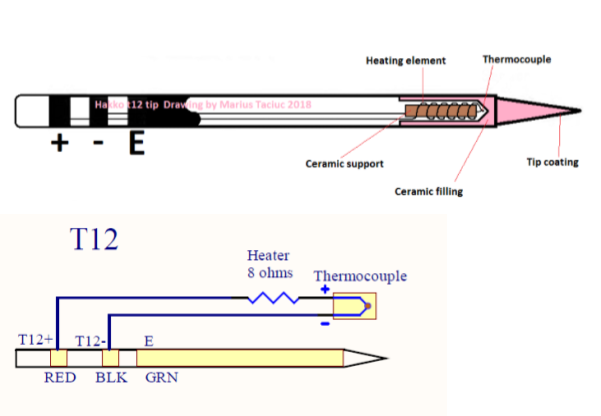 Heating element
Thermocouple
Hakko t12 tip Drawing by Marius Taciuc 2018
+ - E
Ceramic support
Tip coating
Ceramic filling
T12
Heater
8 ohms
Thermocouple
+
-
T12+ T12- E
RED BLK GRN